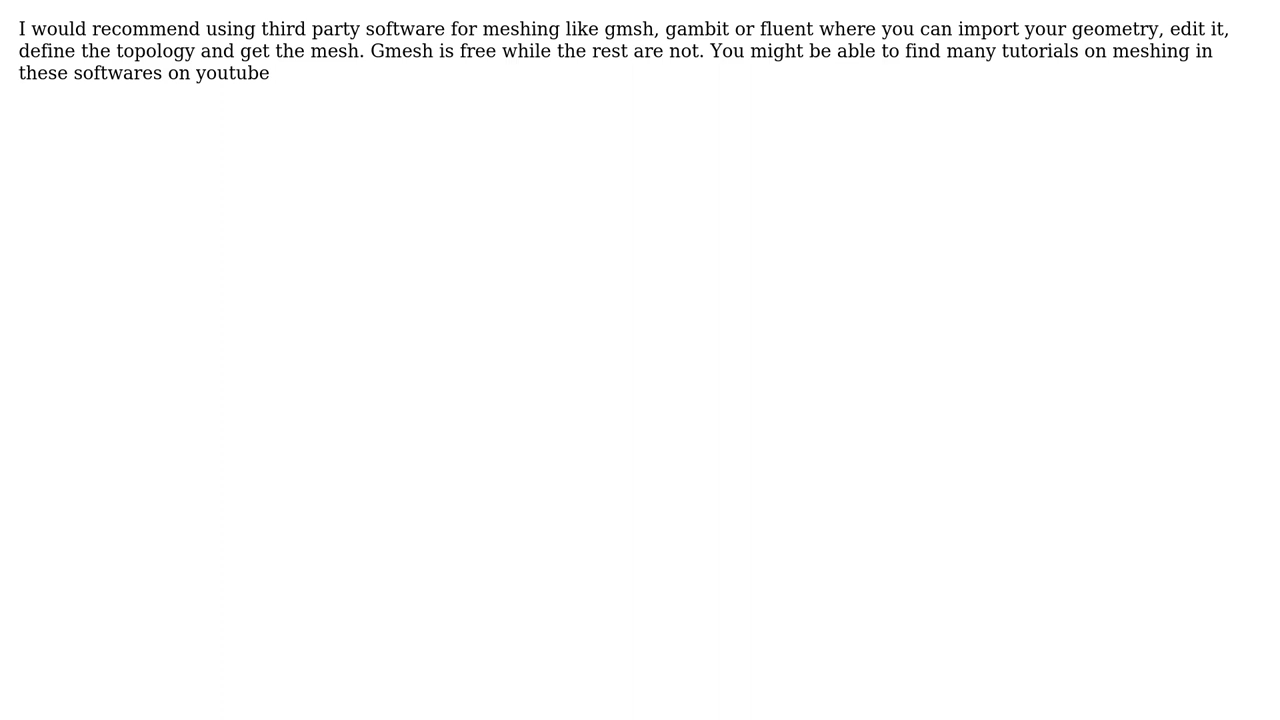 I would recommend using third party software for meshing like gmsh, gambit or fluent where you can import your geometry, edit it,
define the topology and get the mesh. Gmesh is free while the rest are not. You might be able to find many tutorials on meshing in
these softwares on youtube